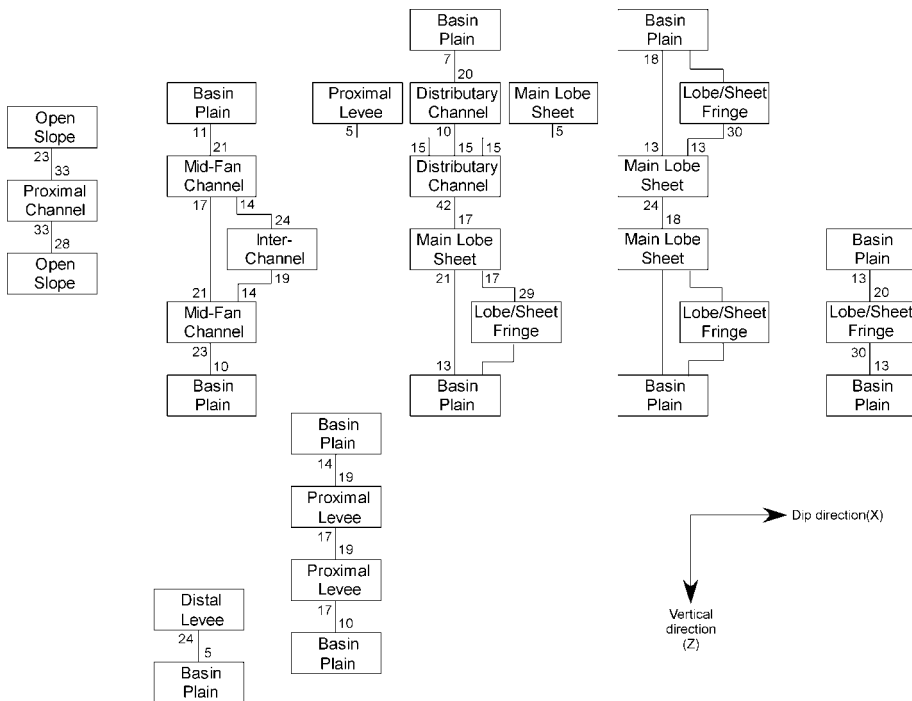 Open
Slope
23
33
Proximal
Channel
33
28
Open
Slope
Basin
Plain
11
21
Mid-Fan
Channel
17
14
24
Inter-
Channel
19
21
14
Mid-Fan
Channel
23
10
Basin
Plain
Basin
Plain
7
20
Proximal
Levee
5
Distributary
Channel
10
Main Lobe
Sheet
5
15
15
15
Distributary
Channel
42
17
Main Lobe
Sheet
21
17
29
Lobe/Sheet
Fringe
13
Basin
Plain
Basin
Plain
18
Lobe/Sheet
Fringe
30
13
13
Main Lobe
Sheet
24
18
Main Lobe
Sheet
Lobe/Sheet
Fringe
Basin
Plain
Basin
Plain
13
20
Lobe/Sheet
Fringe
30
13
Basin
Plain
Basin
Plain
14
19
Proximal
Levee
17
19
Proximal
Levee
17
10
Basin
Plain
Distal
Levee
24
5
Basin
Plain
Dip direction(X)
Vertical
direction
(Z)